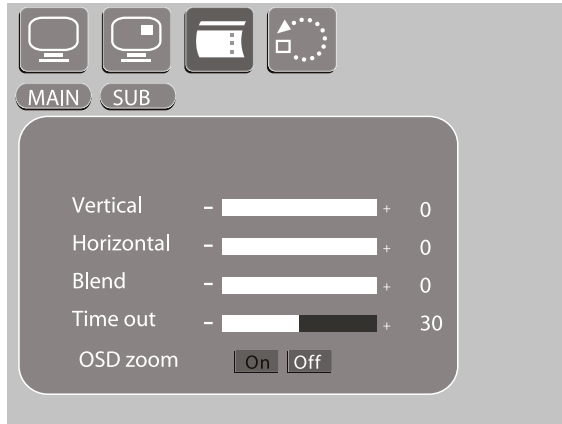 MAIN SUB
Vertical - + 0
Horizontal - + 0
Blend - + 0
Time out - + 30
OSD zoom On Off